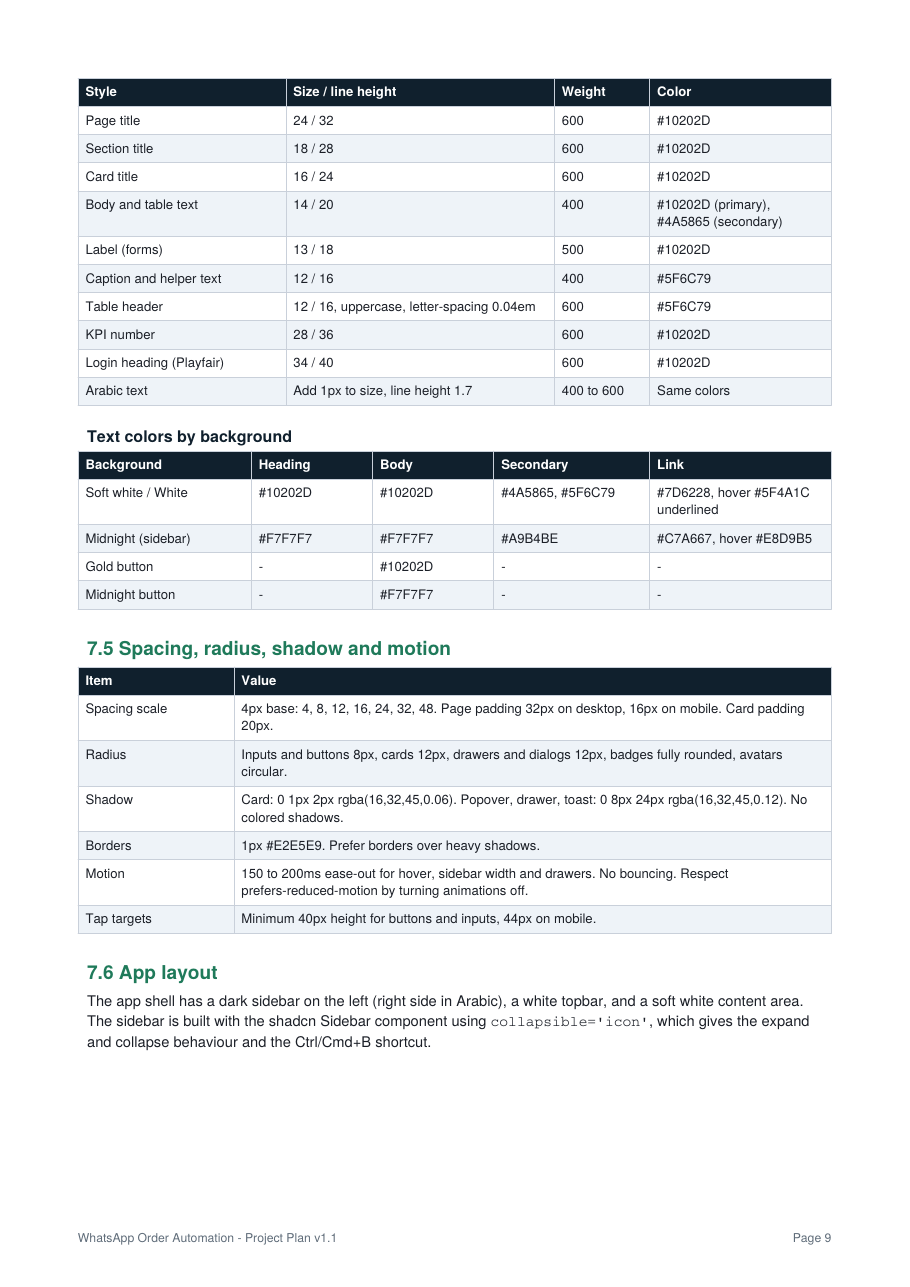 Style Size / line height Weight Color
Page title 24 / 32 600 #10202D
Section title 18 / 28 600 #10202D
Card title 16 / 24 600 #10202D
Body and table text 14 / 20 400 #10202D (primary),
#4A5865 (secondary)
Label (forms) 13 / 18 500 #10202D
Caption and helper text 12 / 16 400 #5F6C79
Table header 12 / 16, uppercase, letter-spacing 0.04em 600 #5F6C79
KPI number 28 / 36 600 #10202D
Login heading (Playfair) 34 / 40 600 #10202D
Arabic text Add 1px to size, line height 1.7 400 to 600 Same colors
Text colors by background
Background Heading Body Secondary Link
Soft white / White #10202D #10202D #4A5865, #5F6C79 #7D6228, hover #5F4A1C
underlined
Midnight (sidebar) #F7F7F7 #F7F7F7 #A9B4BE #C7A667, hover #E8D9B5
Gold button - #10202D - -
Midnight button - #F7F7F7 - -
7.5 Spacing, radius, shadow and motion
Item Value
Spacing scale 4px base: 4, 8, 12, 16, 24, 32, 48. Page padding 32px on desktop, 16px on mobile. Card padding
20px.
Radius Inputs and buttons 8px, cards 12px, drawers and dialogs 12px, badges fully rounded, avatars
circular.
Shadow Card: 0 1px 2px rgba(16,32,45,0.06). Popover, drawer, toast: 0 8px 24px rgba(16,32,45,0.12). No
colored shadows.
Borders 1px #E2E5E9. Prefer borders over heavy shadows.
Motion 150 to 200ms ease-out for hover, sidebar width and drawers. No bouncing. Respect
prefers-reduced-motion by turning animations off.
Tap targets Minimum 40px height for buttons and inputs, 44px on mobile.
7.6 App layout
The app shell has a dark sidebar on the left (right side in Arabic), a white topbar, and a soft white content area.
The sidebar is built with the shadcn Sidebar component using collapsible='icon', which gives the expand
and collapse behaviour and the Ctrl/Cmd+B shortcut.
WhatsApp Order Automation - Project Plan v1.1 Page 9